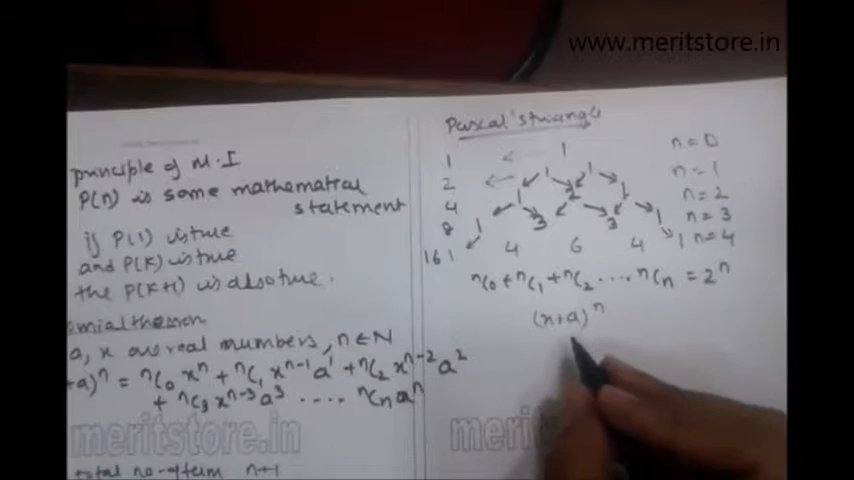 www.meritstore.in
principle of M.I
P(n) is some mathematical
statement
if P(1) is true
and P(K) is true
the P(K+1) is also true.
omial theorem
a, x are real numbers, n ∈ N
+a)ⁿ = ⁿC₀ xⁿ + ⁿC₁ xⁿ⁻¹ a¹ + ⁿC₂ xⁿ⁻² a²
+ ⁿC₃ xⁿ⁻³ a³ .... ⁿCₙ aⁿ
meritstore.in
total no. of term n+1
Pascal's triangle
1 1 n=0
2 1 1 n=1
4 1 2 1 n=2
8 1 3 3 1 n=3
16 1 4 6 4 1 n=4
ⁿC₀ + ⁿC₁ + ⁿC₂ .... ⁿCₙ = 2ⁿ
(x+a)ⁿ
merits